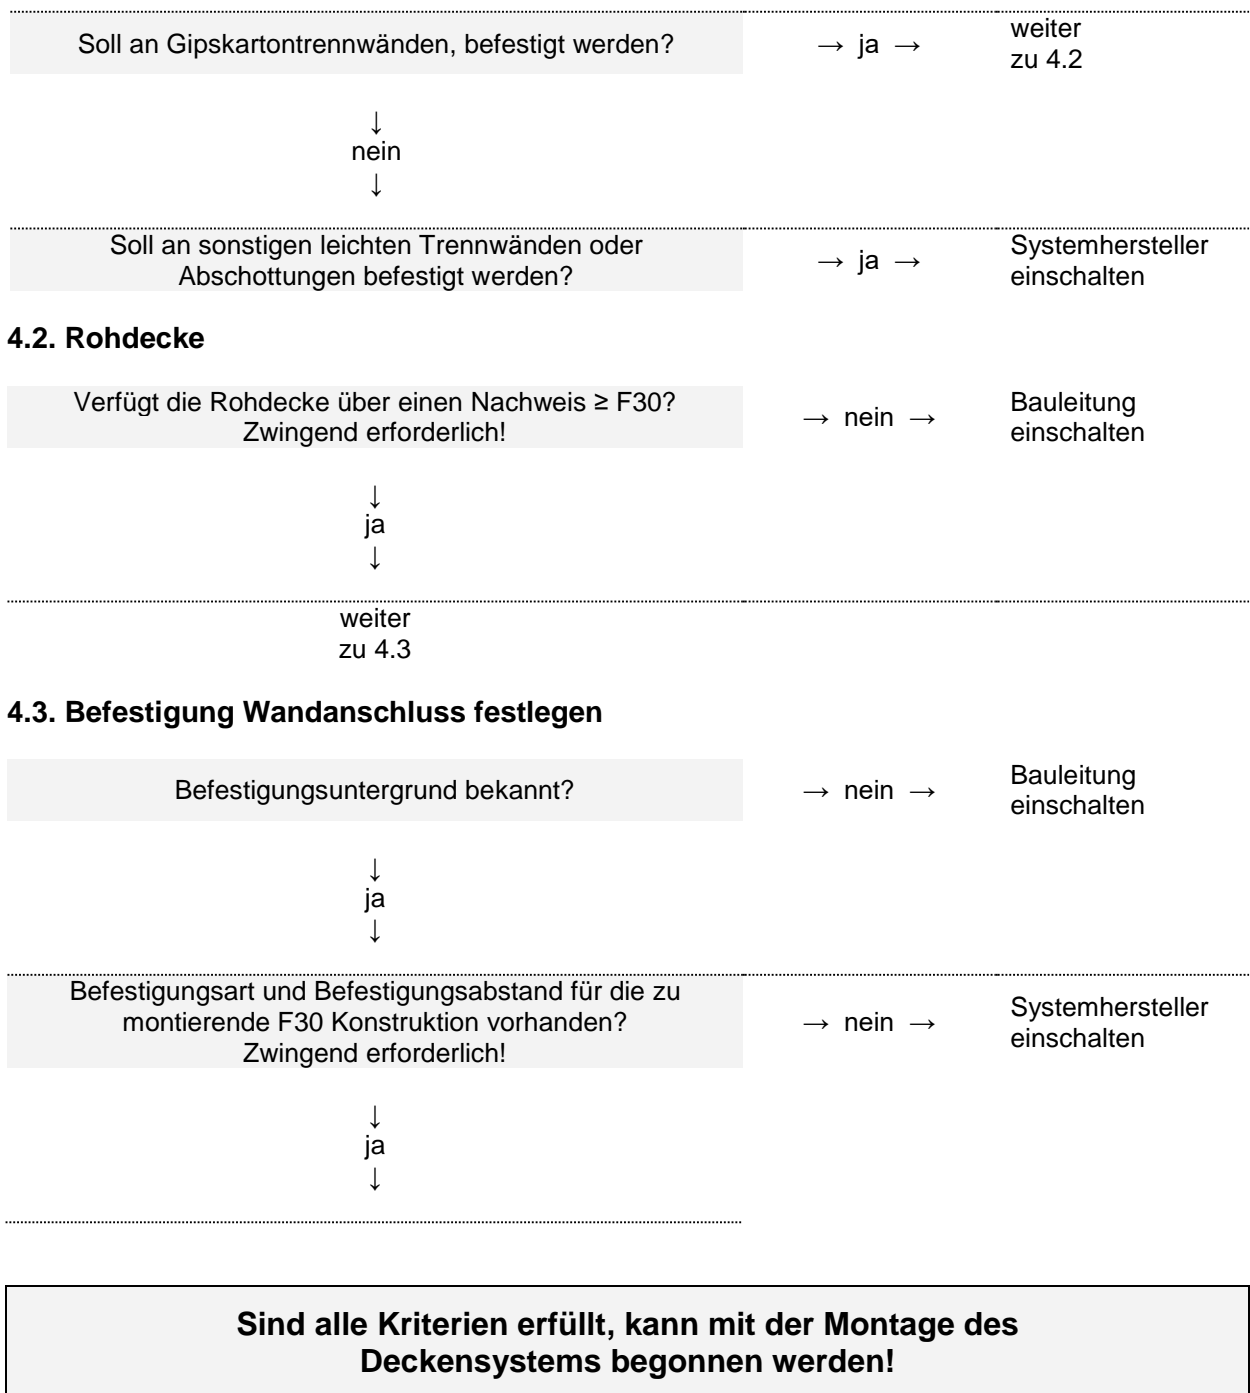 Soll an Gipskartontrennwänden, befestigt werden? → ja → weiter
zu 4.2
↓
nein
↓
Soll an sonstigen leichten Trennwänden oder
Abschottungen befestigt werden? → ja → Systemhersteller
einschalten
4.2. Rohdecke
Verfügt die Rohdecke über einen Nachweis ≥ F30?
Zwingend erforderlich! → nein → Bauleitung
einschalten
↓
ja
↓
weiter
zu 4.3
4.3. Befestigung Wandanschluss festlegen
Befestigungsuntergrund bekannt? → nein → Bauleitung
einschalten
↓
ja
↓
Befestigungsart und Befestigungsabstand für die zu
montierende F30 Konstruktion vorhanden?
Zwingend erforderlich! → nein → Systemhersteller
einschalten
↓
ja
↓
Sind alle Kriterien erfüllt, kann mit der Montage des
Deckensystems begonnen werden!